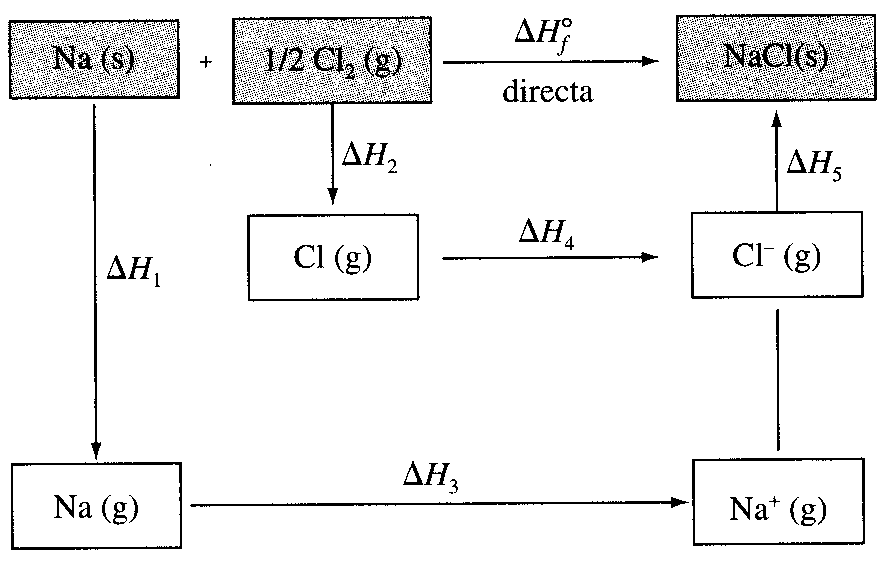 Na (s) + 1/2 Cl₂ (g) ΔH°f NaCl(s)
directa
ΔH₂ ΔH₅
Cl (g) ΔH₄ Cl⁻ (g)
ΔH₁
ΔH₃
Na (g) Na⁺ (g)